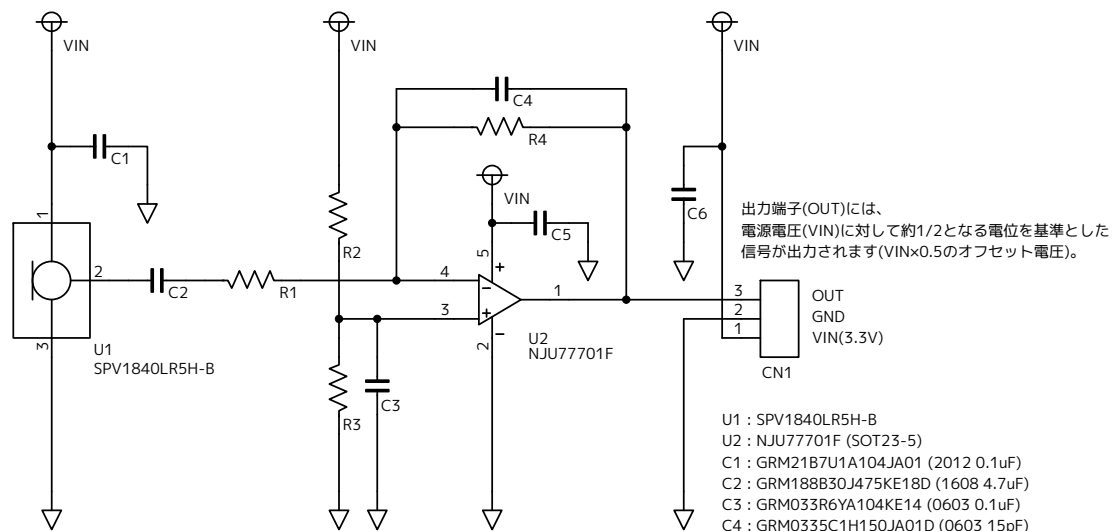 VIN
VIN
VIN
C4
R4
C1
VIN
C5
C6
出力端子(OUT)には、
電源電圧(VIN)に対して約1/2となる電位を基準とした
信号が出力されます(VIN×0.5のオフセット電圧)。
1
2
3
C2
R1
R2
4
3
5
+
−
+
−
2
1
U2
NJU77701F
3
2
1
OUT
GND
VIN(3.3V)
CN1
U1
SPV1840LR5H-B
R3
C3
U1 : SPV1840LR5H-B
U2 : NJU77701F (SOT23-5)
C1 : GRM21B7U1A104JA01 (2012 0.1uF)
C2 : GRM188B30J475KE18D (1608 4.7uF)
C3 : GRM033R6YA104KE14 (0603 0.1uF)
C4 : GRM0335C1H150JA01D (0603 15pF)